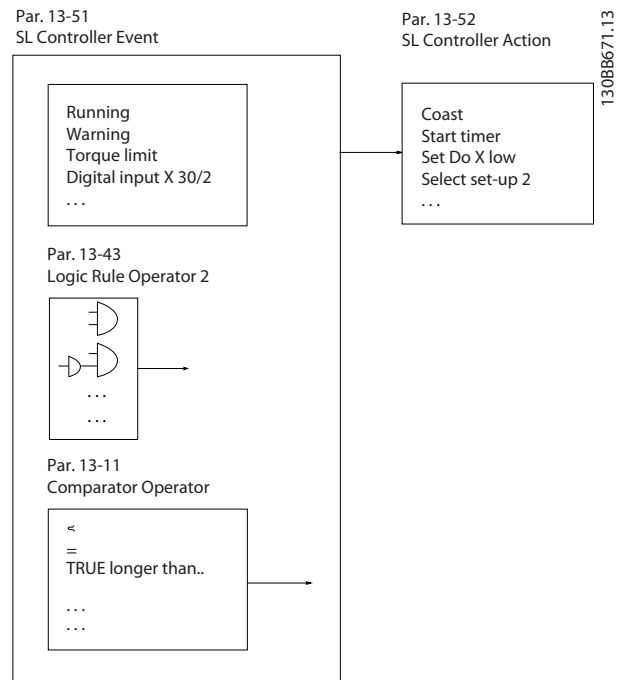 Par. 13-51
SL Controller Event
Par. 13-52
SL Controller Action
130BB671.13
Running
Warning
Torque limit
Digital input X 30/2
. . .
Coast
Start timer
Set Do X low
Select set-up 2
. . .
Par. 13-43
Logic Rule Operator 2
. . .
. . .
Par. 13-11
Comparator Operator
=
TRUE longer than..
. . .
. . .